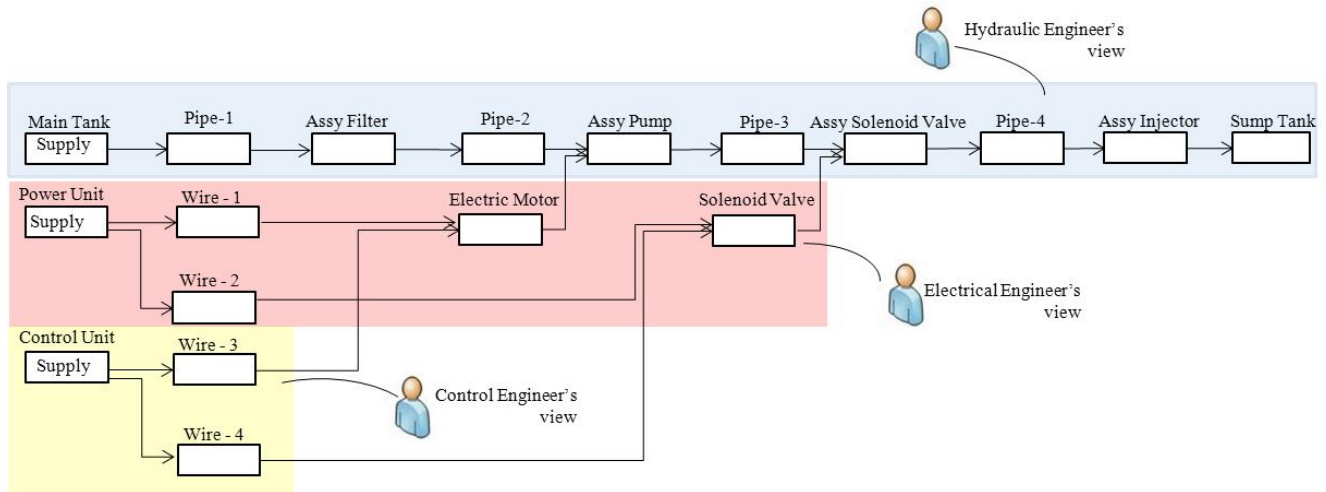 Hydraulic Engineer's
view
Main Tank
Pipe-1
Assy Filter
Pipe-2
Assy Pump
Pipe-3
Assy Solenoid Valve
Pipe-4
Assy Injector
Sump Tank
Supply
Power Unit
Wire - 1
Electric Motor
Solenoid Valve
Supply
Wire - 2
Electrical Engineer's
view
Control Unit
Wire - 3
Supply
Control Engineer's
view
Wire - 4